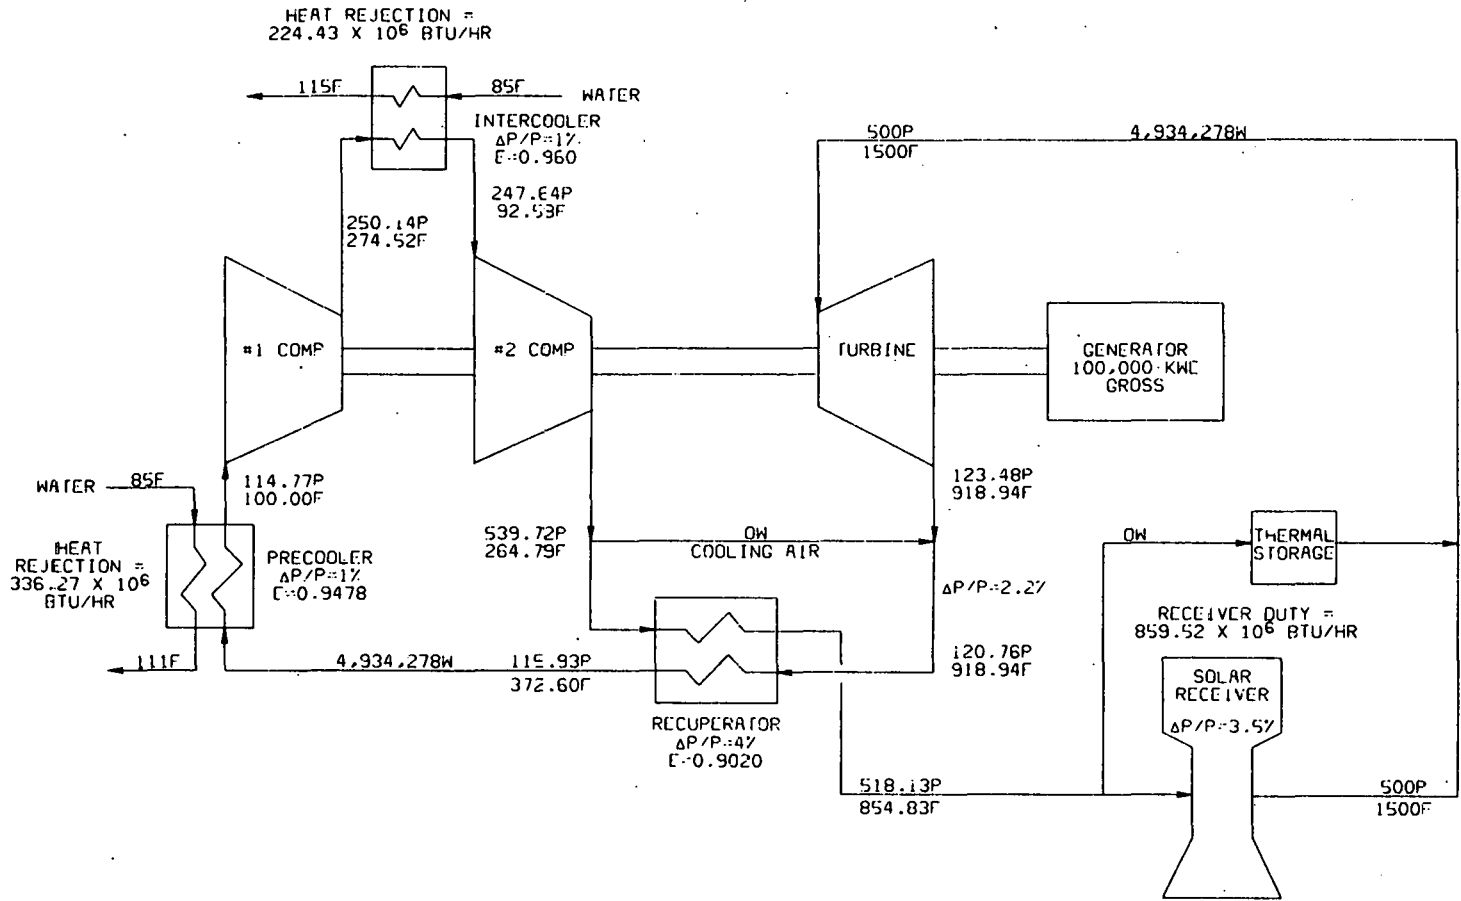 HEAT REJECTION =
224.43 X 10⁶ BTU/HR
115F
85F
WATER
INTERCOOLER
ΔP/P=1%
E=0.960
500P
1500F
4,934,278W
247.64P
92.53F
250.14P
274.52F
#1 COMP
#2 COMP
TURBINE
GENERATOR
100,000 KWE
GROSS
WATER
85F
114.77P
100.00F
123.48P
918.94F
539.72P
264.79F
0W
COOLING AIR
0W
THERMAL
STORAGE
HEAT
REJECTION =
336.27 X 10⁶
BTU/HR
PRECOOLER
ΔP/P=1%
E=0.9478
ΔP/P=2.2%
RECEIVER DUTY =
859.52 X 10⁶ BTU/HR
111F
4,934,278W
115.93P
372.60F
120.76P
918.94F
SOLAR
RECEIVER
ΔP/P=3.5%
RECUPERATOR
ΔP/P=4%
E=0.9020
518.13P
854.83F
500P
1500F